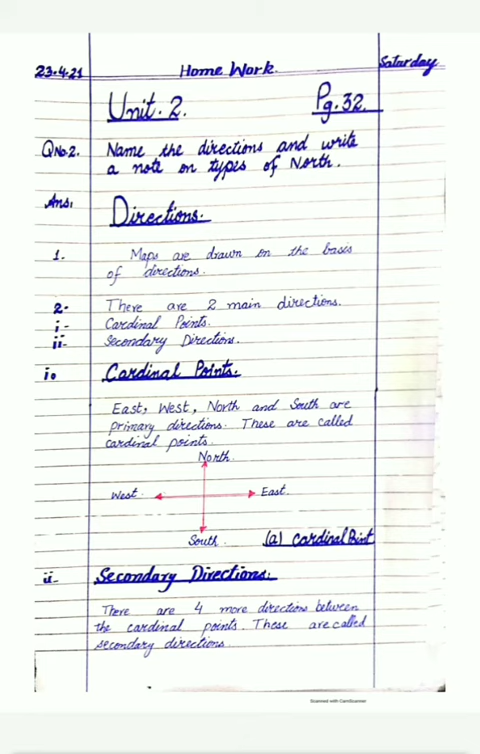 23.4.21 Home Work. Saturday
Unit. 2. Pg. 32.
QNo.2. Name the directions and write
a note on types of North.
Ans: Directions.
1. Maps are drawn on the basis
of directions.
2- There are 2 main directions.
i- Cardinal Points.
ii- Secondary Directions.
i. Cardinal Points.
East, West, North and South are
primary directions. These are called
cardinal points.
North.
West. East.
South. (a) Cardinal Point
ii- Secondary Directions.
There are 4 more directions between
the cardinal points. These are called
secondary directions.
Scanned with CamScanner